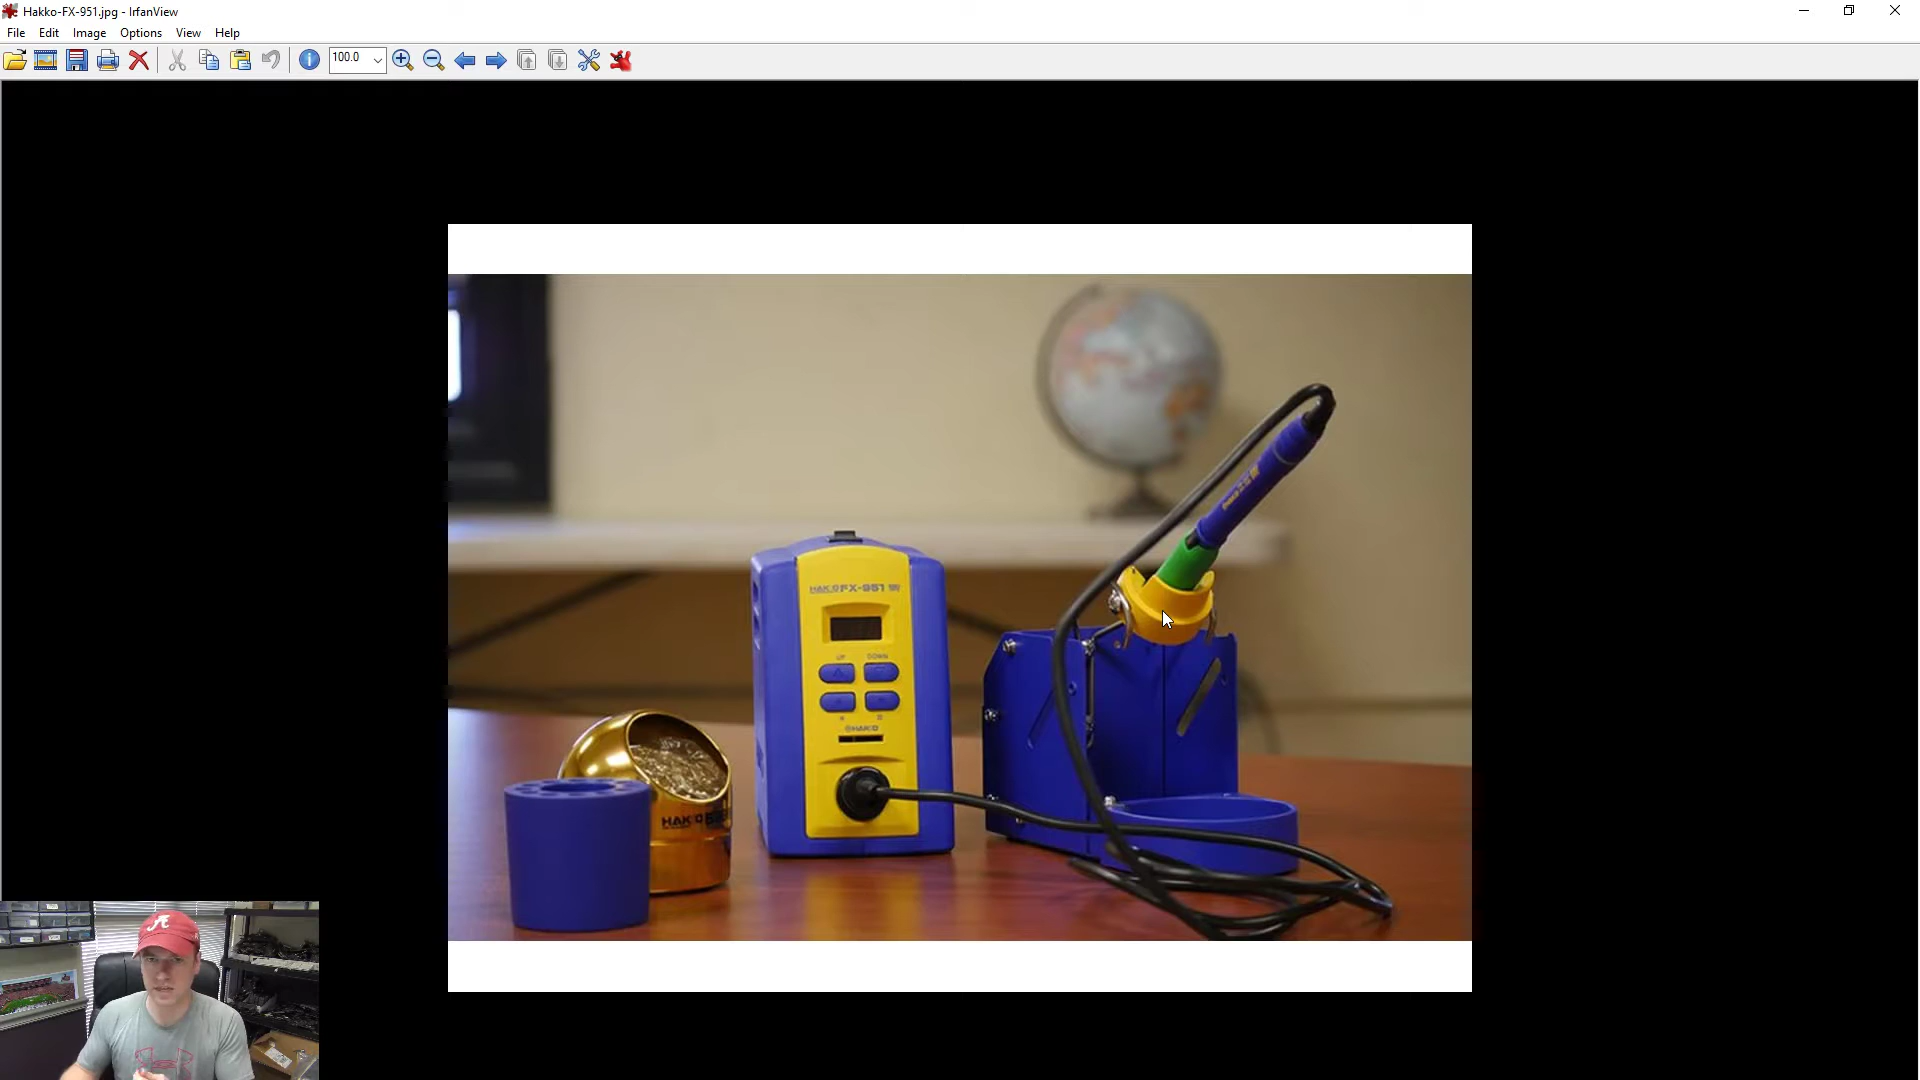 Hakko-FX-951.jpg - IrfanView
File Edit Image Options View Help
100.0
HAKKO FX-951
UP DOWN
HAKKO
HAKKO
A